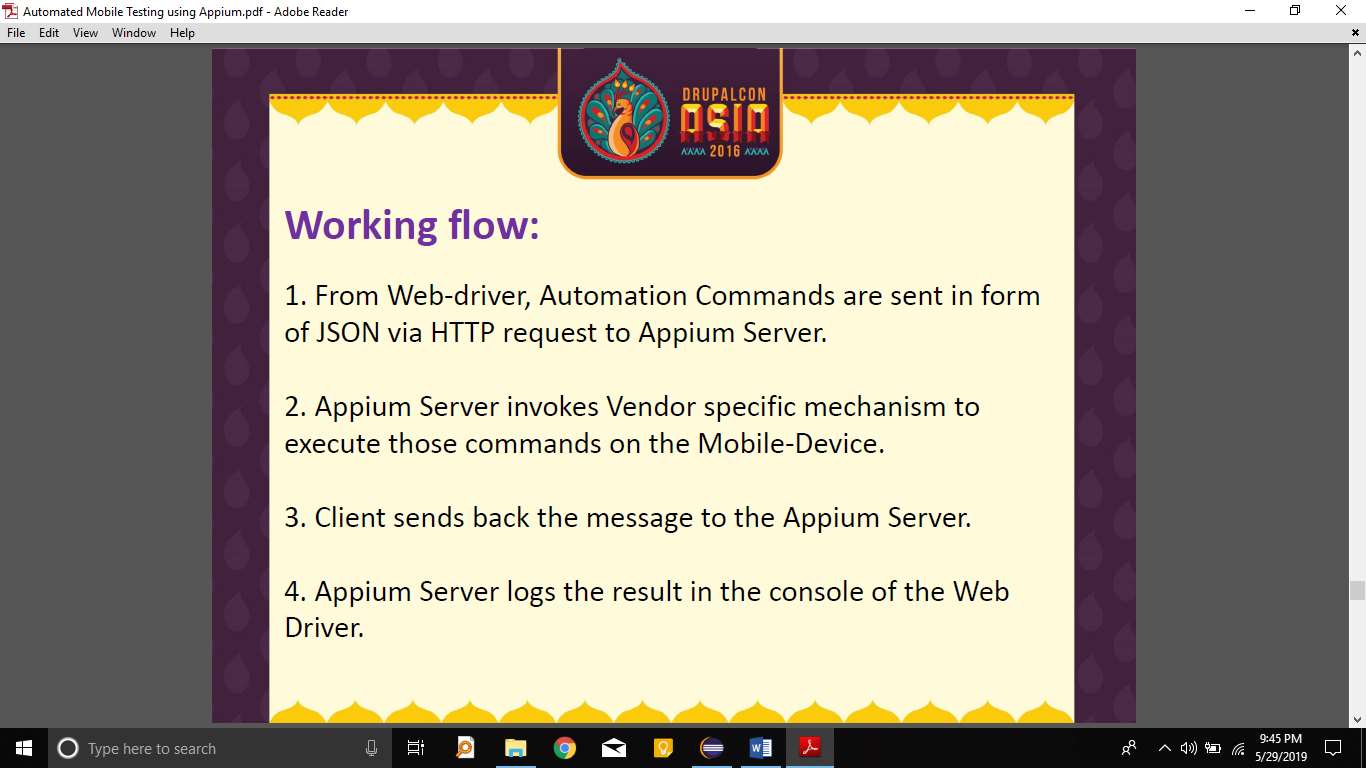 Automated Mobile Testing using Appium.pdf - Adobe Reader
File Edit View Window Help
DRUPALCON
ASIA
2016
Working flow:
1. From Web-driver, Automation Commands are sent in form
of JSON via HTTP request to Appium Server.
2. Appium Server invokes Vendor specific mechanism to
execute those commands on the Mobile-Device.
3. Client sends back the message to the Appium Server.
4. Appium Server logs the result in the console of the Web
Driver.
Type here to search
9:45 PM
5/29/2019